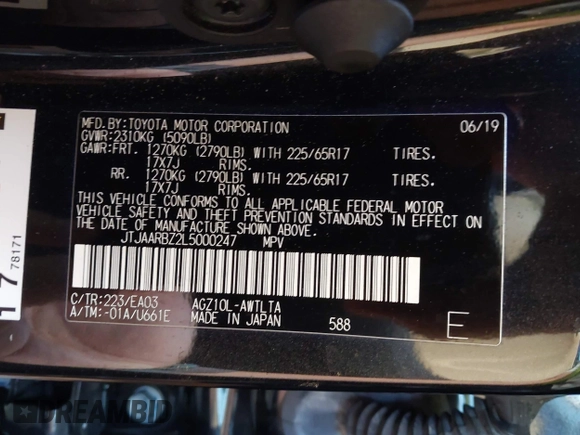 MFD.BY:TOYOTA MOTOR CORPORATION 06/19
GVWR:2310KG (5090LB)
GAWR:FRT. 1270KG (2790LB) WITH 225/65R17 TIRES.
17X7J RIMS.
RR. 1270KG (2790LB) WITH 225/65R17 TIRES.
17X7J RIMS.
THIS VEHICLE CONFORMS TO ALL APPLICABLE FEDERAL MOTOR
VEHICLE SAFETY AND THEFT PREVENTION STANDARDS IN EFFECT ON
THE DATE OF MANUFACTURE SHOWN ABOVE.
JTJAARBZ2L5000247 MPV
C/TR:223/EA03 AGZ10L-AWTLTA
A/TM:-01A/U661E MADE IN JAPAN 588 E
78171
DREAMBID